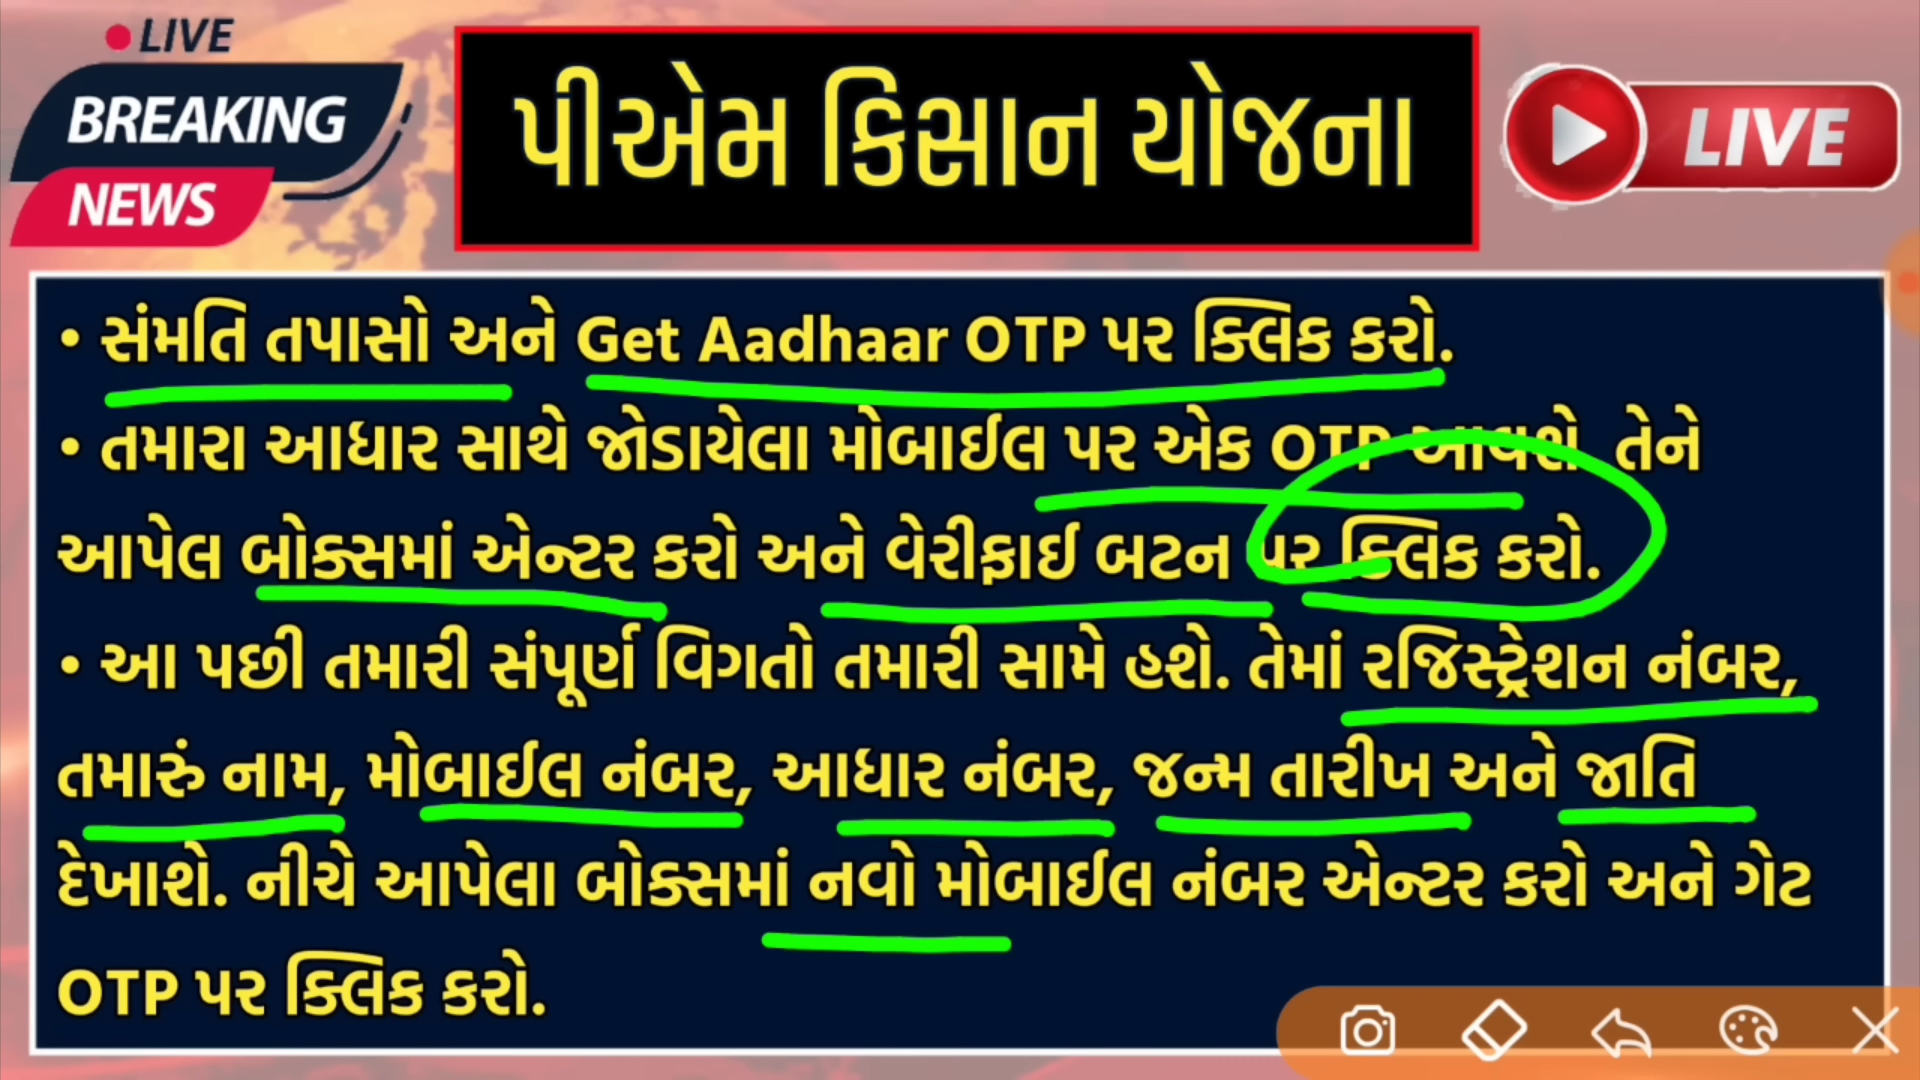 LIVE
BREAKING
NEWS
પીએમ કિસાન યોજના
LIVE
• સંમતિ તપાસો અને Get Aadhaar OTP પર ક્લિક કરો.
• તમારા આધાર સાથે જોડાયેલા મોબાઈલ પર એક OTP આવશે. તેને
આપેલ બોક્સમાં એન્ટર કરો અને વેરીફાઈ બટન પર ક્લિક કરો.
• આ પછી તમારી સંપૂર્ણ વિગતો તમારી સામે હશે. તેમાં રજિસ્ટ્રેશન નંબર,
તમારું નામ, મોબાઈલ નંબર, આધાર નંબર, જન્મ તારીખ અને જાતિ
દેખાશે. નીચે આપેલા બોક્સમાં નવો મોબાઈલ નંબર એન્ટર કરો અને ગેટ
OTP પર ક્લિક કરો.